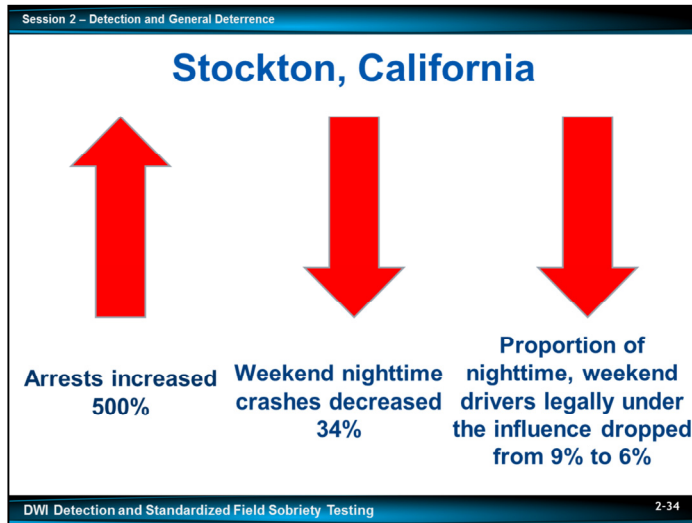 Session 2 – Detection and General Deterrence
Stockton, California
Arrests increased
500%
Weekend nighttime
crashes decreased
34%
Proportion of
nighttime, weekend
drivers legally under
the influence dropped
from 9% to 6%
DWI Detection and Standardized Field Sobriety Testing
2-34